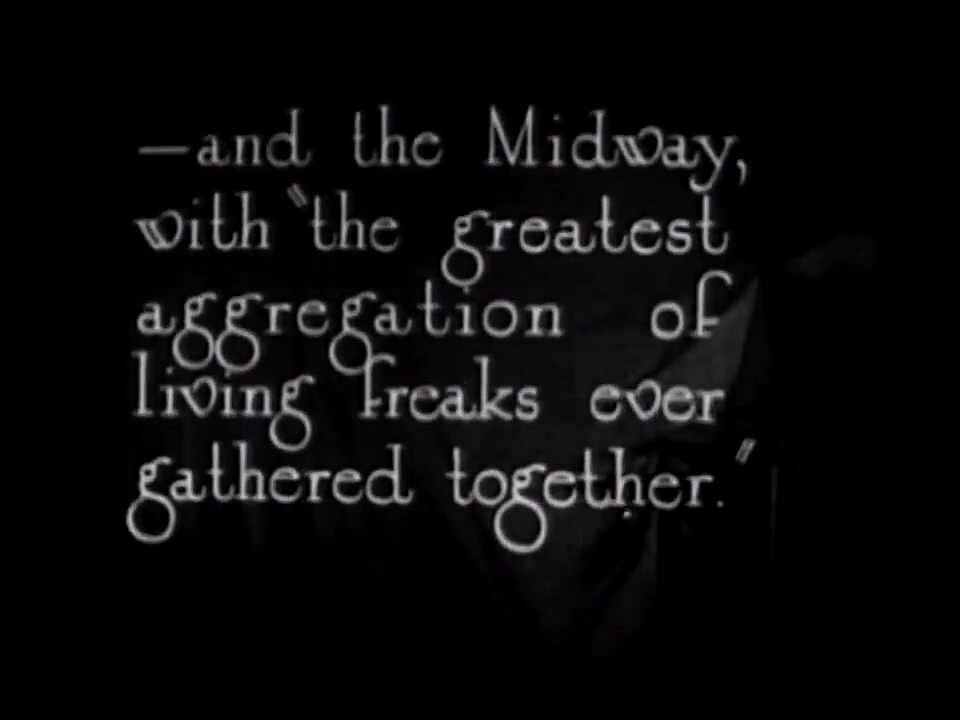 —and the Midway,
with "the greatest
aggregation of
living freaks ever
gathered together."